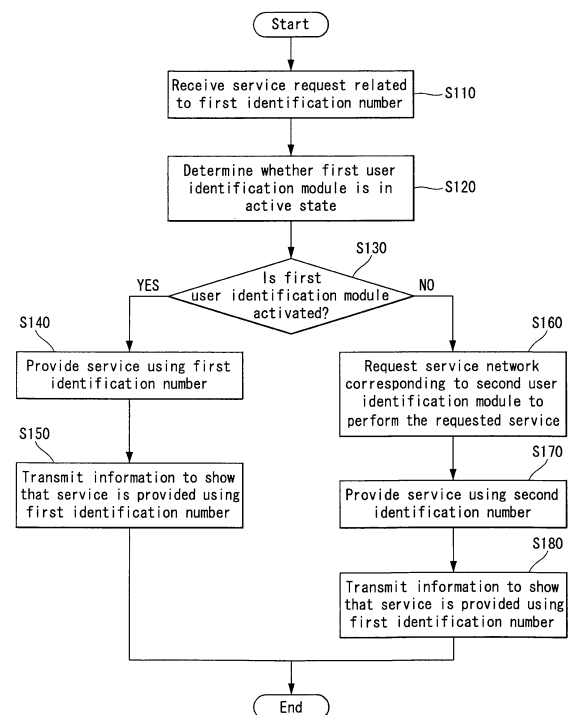 Start
Receive service request related
to first identification number
S110
Determine whether first user
identification module is in
active state
S120
S130
Is first
user identification module
activated?
YES
NO
S140
Provide service using first
identification number
S150
Transmit information to show
that service is provided using
first identification number
S160
Request service network
corresponding to second user
identification module to
perform the requested service
S170
Provide service using second
identification number
S180
Transmit information to show
that service is provided using
first identification number
End